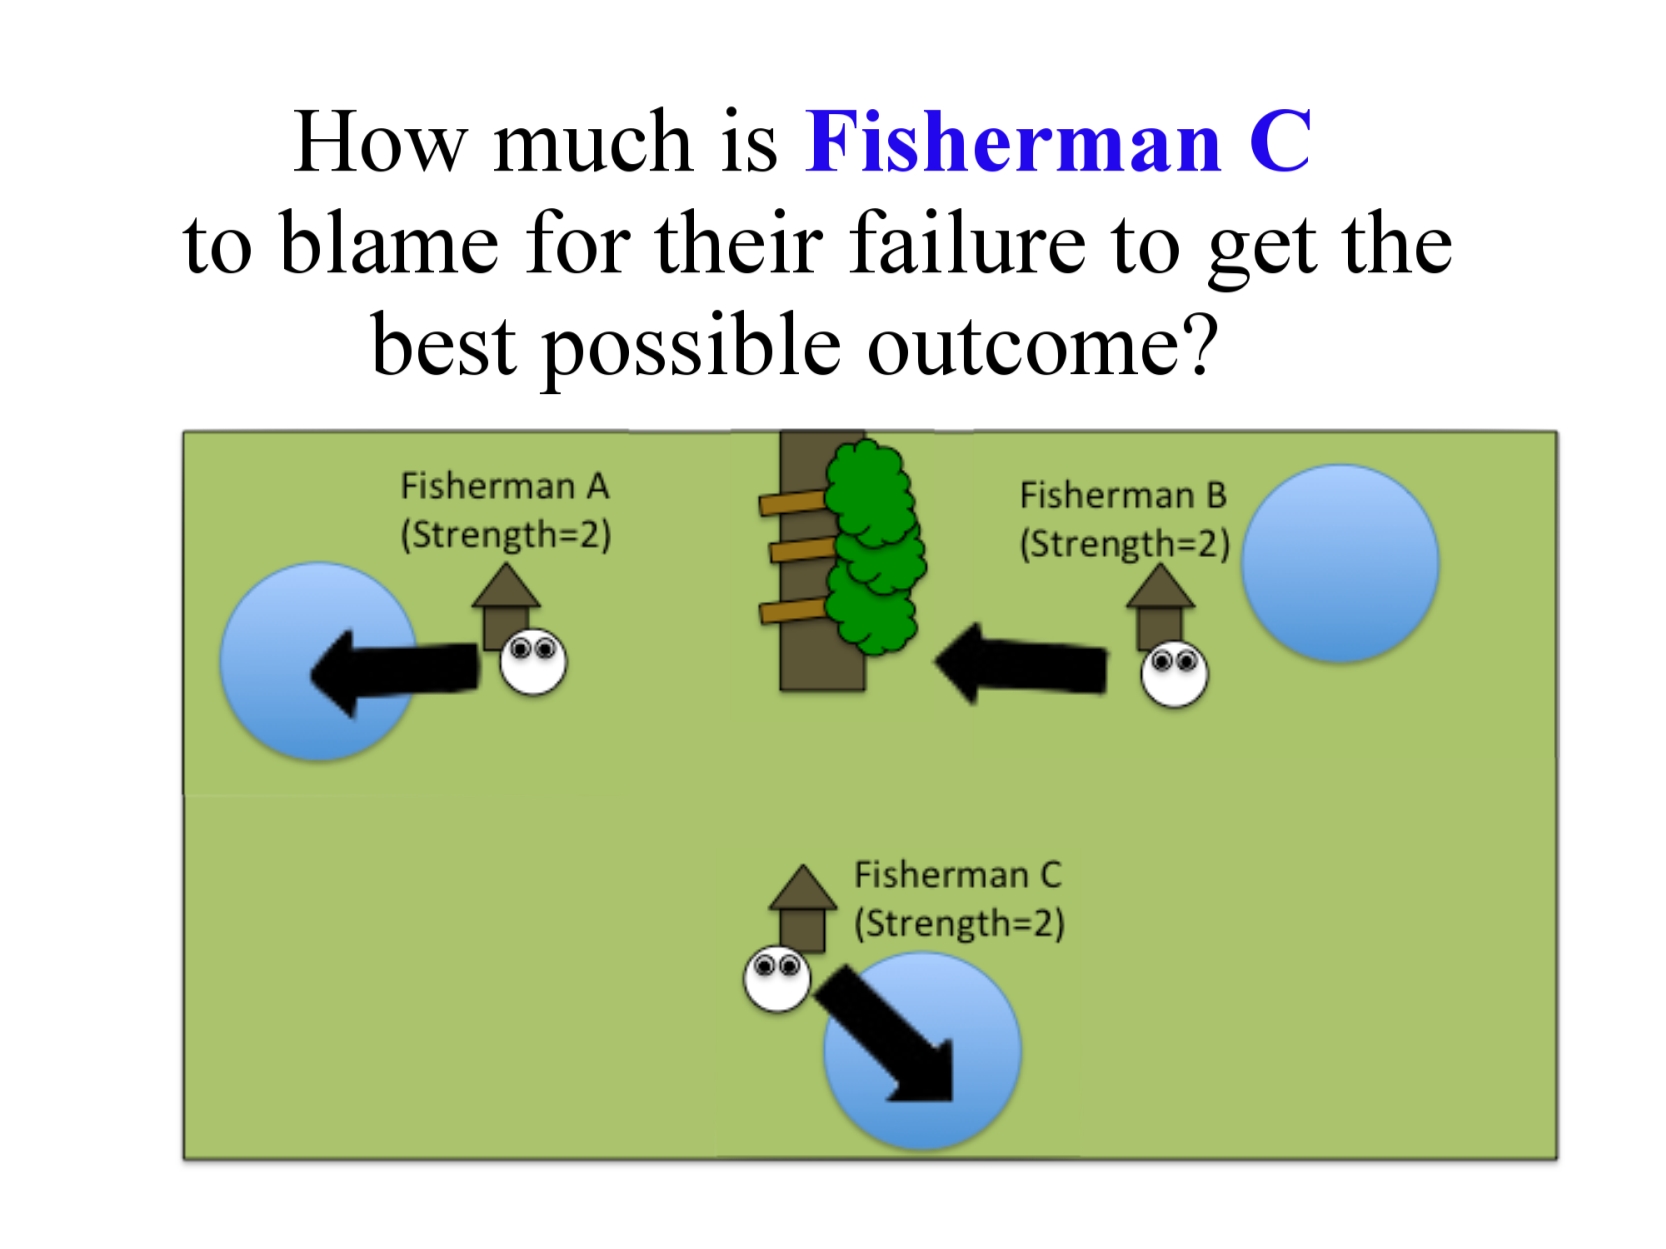 How much is Fisherman C
to blame for their failure to get the
best possible outcome?
Fisherman A
(Strength=2)
Fisherman B
(Strength=2)
Fisherman C
(Strength=2)